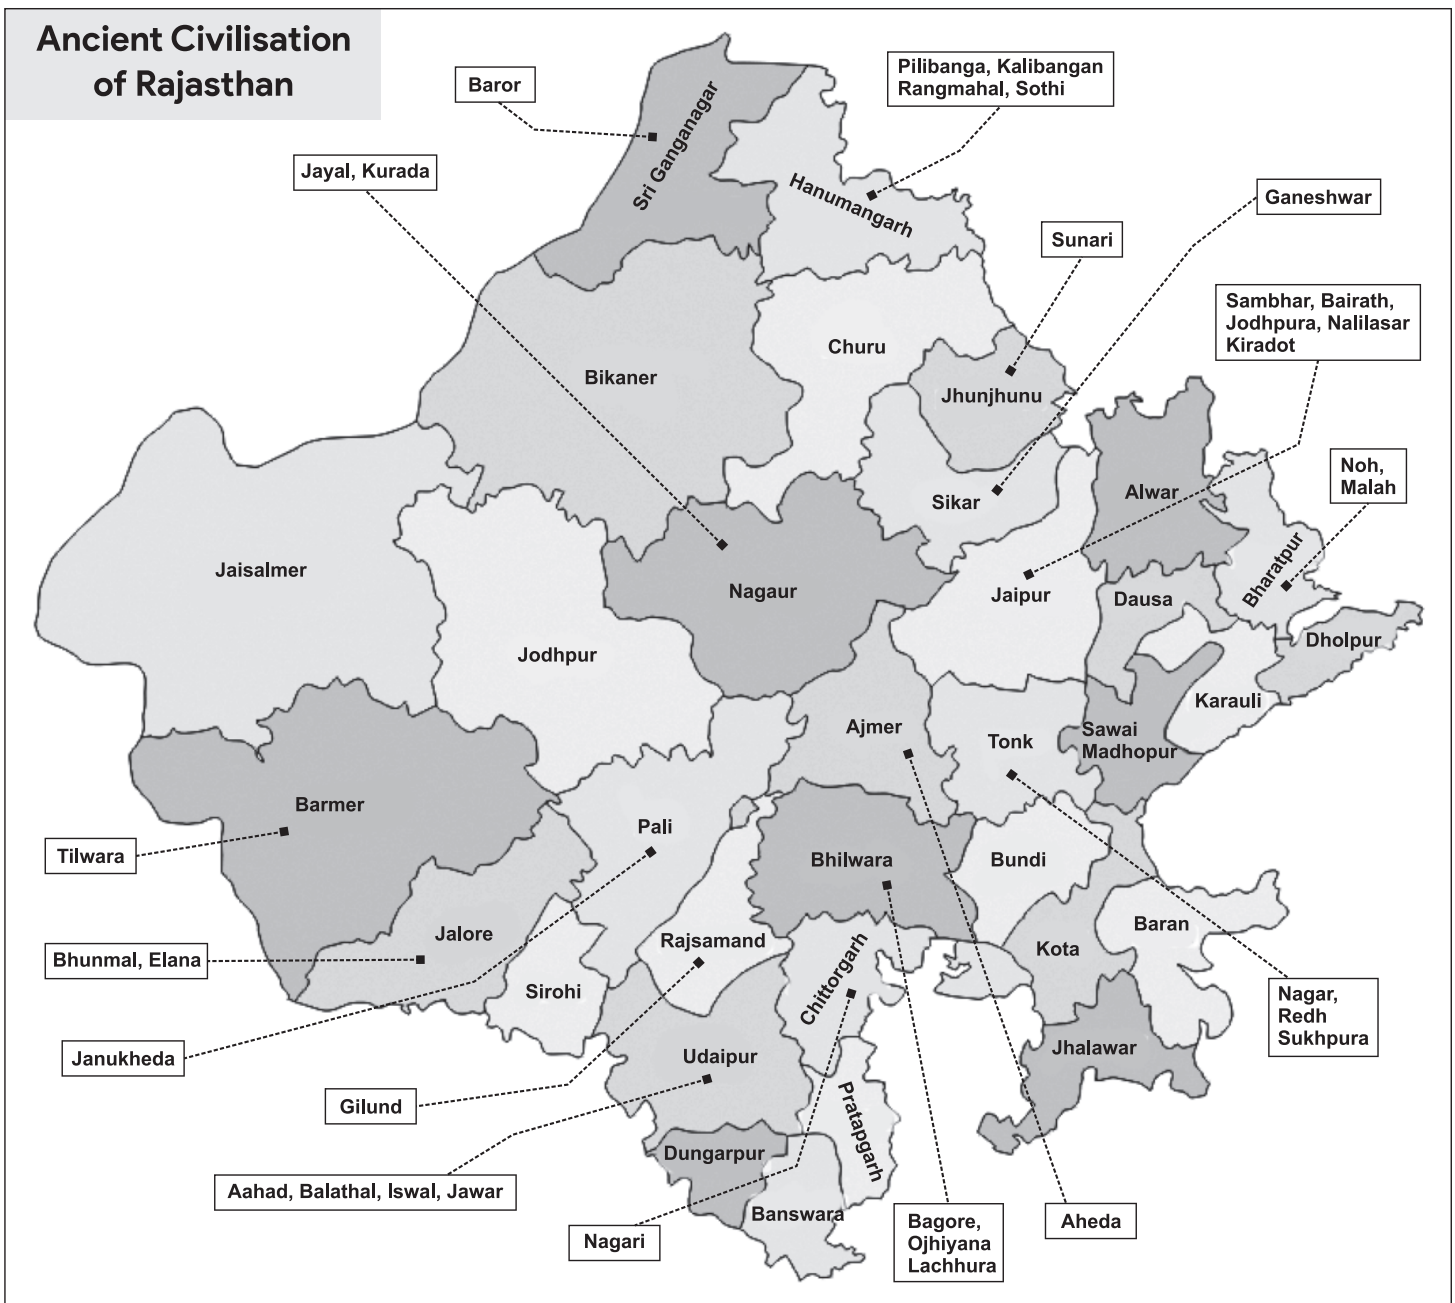 Ancient Civilisation
of Rajasthan
Baror
Pilibanga, Kalibangan
Rangmahal, Sothi
Jayal, Kurada
Sri Ganganagar
Hanumangarh
Ganeshwar
Sunari
Sambhar, Bairath,
Jodhpura, Nalilasar
Kiradot
Churu
Bikaner
Jhunjhunu
Noh,
Malah
Sikar
Alwar
Jaisalmer
Nagaur
Jaipur
Dausa
Bharatpur
Jodhpur
Dholpur
Karauli
Ajmer
Tonk
Sawai
Madhopur
Barmer
Pali
Tilwara
Bhilwara
Bundi
Jalore
Rajsamand
Chittorgarh
Kota
Baran
Bhunmal, Elana
Sirohi
Nagar,
Redh
Sukhpura
Janukheda
Udaipur
Jhalawar
Gilund
Pratapgarh
Dungarpur
Aahad, Balathal, Iswal, Jawar
Banswara
Nagari
Bagore,
Ojhiyana
Lachhura
Aheda